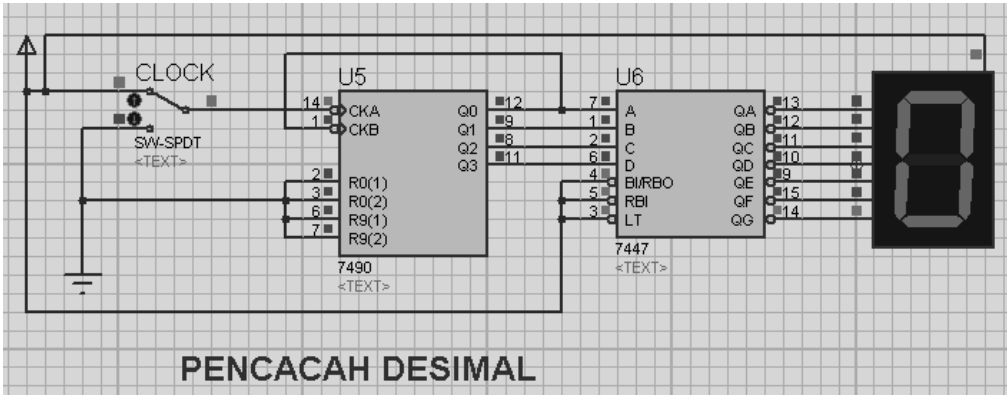 CLOCK
SW-SPDT
<TEXT>
U5
14 CKA Q0 12
1 CKB Q1 9
Q2 8
Q3 11
2 R0(1)
3 R0(2)
6 R9(1)
7 R9(2)
7490
<TEXT>
U6
7 A QA 13
1 B QB 12
2 C QC 11
6 D QD 10
4 BI/RBO QE 9
5 RBI QF 15
3 LT QG 14
7447
<TEXT>
PENCACAH DESIMAL